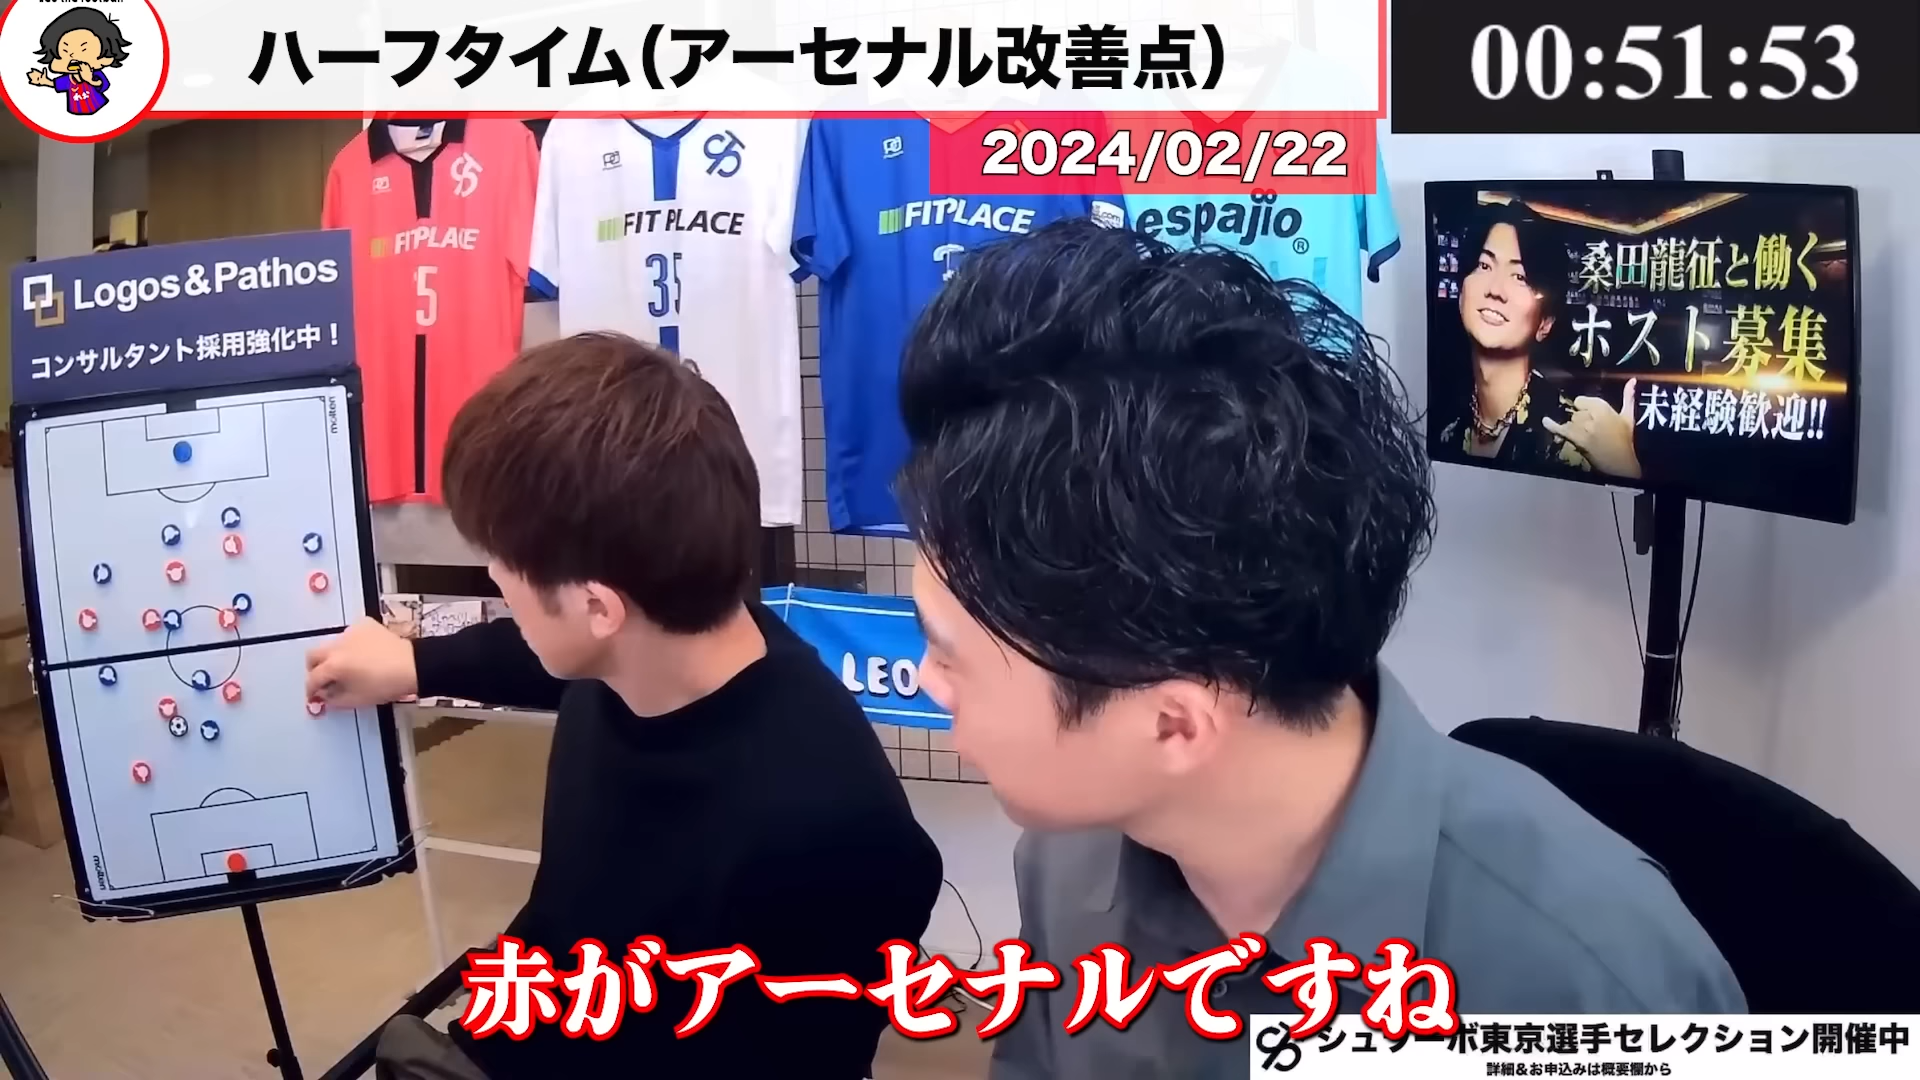 ハーフタイム(アーセナル改善点)
00:51:53
2024/02/22
Logos&Pathos
コンサルタント採用強化中!
molten
molten
FITPLACE
5
FIT PLACE
35
FITPLACE
espajio
桑田龍征と働く
ホスト募集
未経験歓迎!!
LEO
赤がアーセナルですね
シュワーボ東京選手セレクション開催中
詳細&お申込みは概要欄から